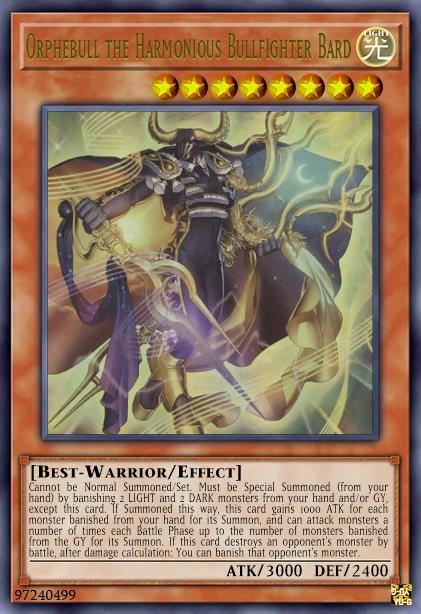 Orphebull the Harmonious Bullfighter Bard
LIGHT
光
[Best-Warrior/Effect]
Cannot be Normal Summoned/Set. Must be Special Summoned (from your
hand) by banishing 2 LIGHT and 2 DARK monsters from your hand and/or GY,
except this card. If Summoned this way, this card gains 1000 ATK for each
monster banished from your hand for its Summon, and can attack monsters a
number of times each Battle Phase up to the number of monsters banished
from the GY for its Summon. If this card destroys an opponent's monster by
battle, after damage calculation: You can banish that opponent's monster.
ATK/3000 DEF/2400
97240499